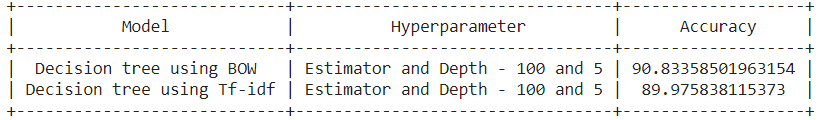 +---------------------------+--------------------------------+------------------+
| Model | Hyperparameter | Accuracy |
+---------------------------+--------------------------------+------------------+
| Decision tree using BOW | Estimator and Depth - 100 and 5 | 90.83358501963154 |
| Decision tree using Tf-idf | Estimator and Depth - 100 and 5 | 89.975838115373 |
+---------------------------+--------------------------------+------------------+